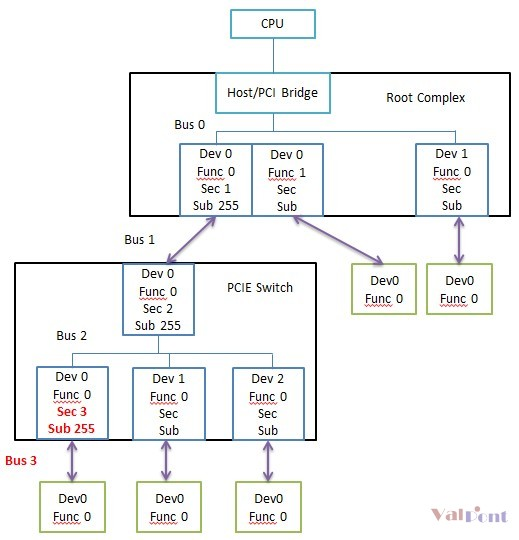 CPU
Host/PCI Bridge
Root Complex
Bus 0
Dev 0
Func 0
Sec 1
Sub 255
Dev 0
Func 1
Sec
Sub
Dev 1
Func 0
Sec
Sub
Bus 1
Dev 0
Func 0
Sec 2
Sub 255
PCIE Switch
Dev0
Func 0
Dev0
Func 0
Bus 2
Dev 0
Func 0
Sec 3
Sub 255
Dev 1
Func 0
Sec
Sub
Dev 2
Func 0
Sec
Sub
Bus 3
Dev0
Func 0
Dev0
Func 0
Dev0
Func 0
ValPont